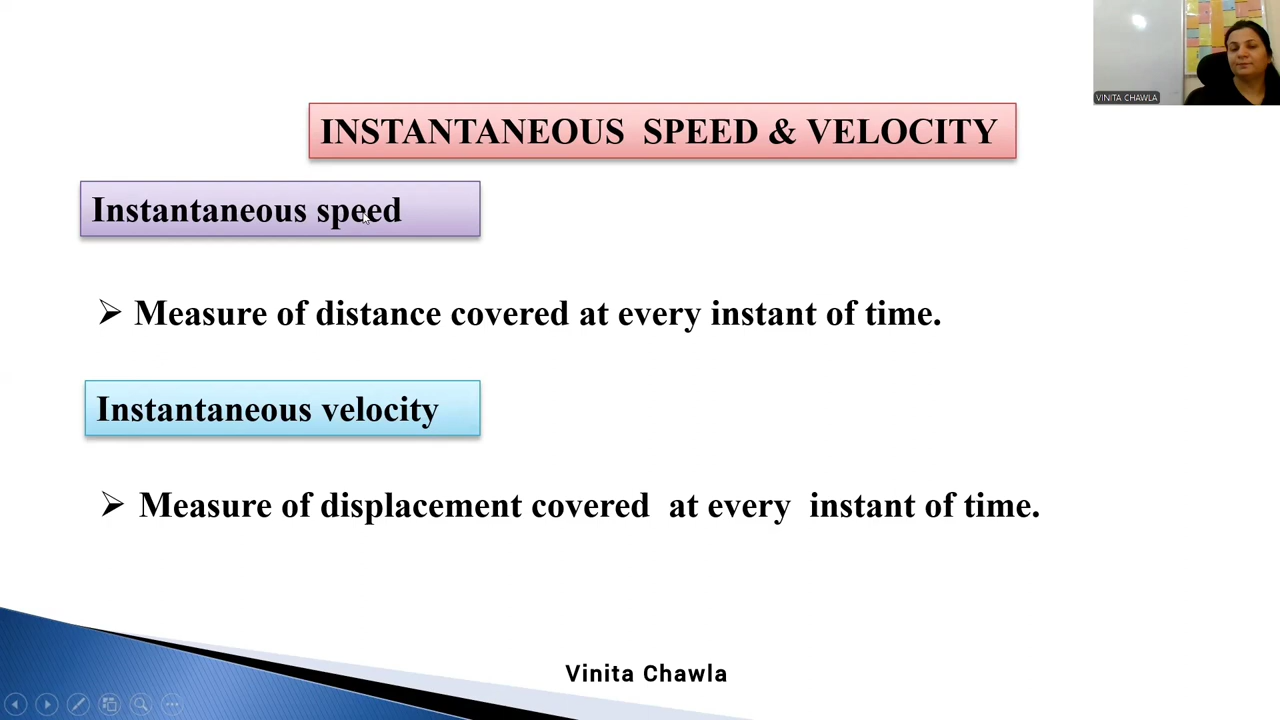 VINITA CHAWLA
INSTANTANEOUS SPEED & VELOCITY
Instantaneous speed
Measure of distance covered at every instant of time.
Instantaneous velocity
Measure of displacement covered at every instant of time.
Vinita Chawla